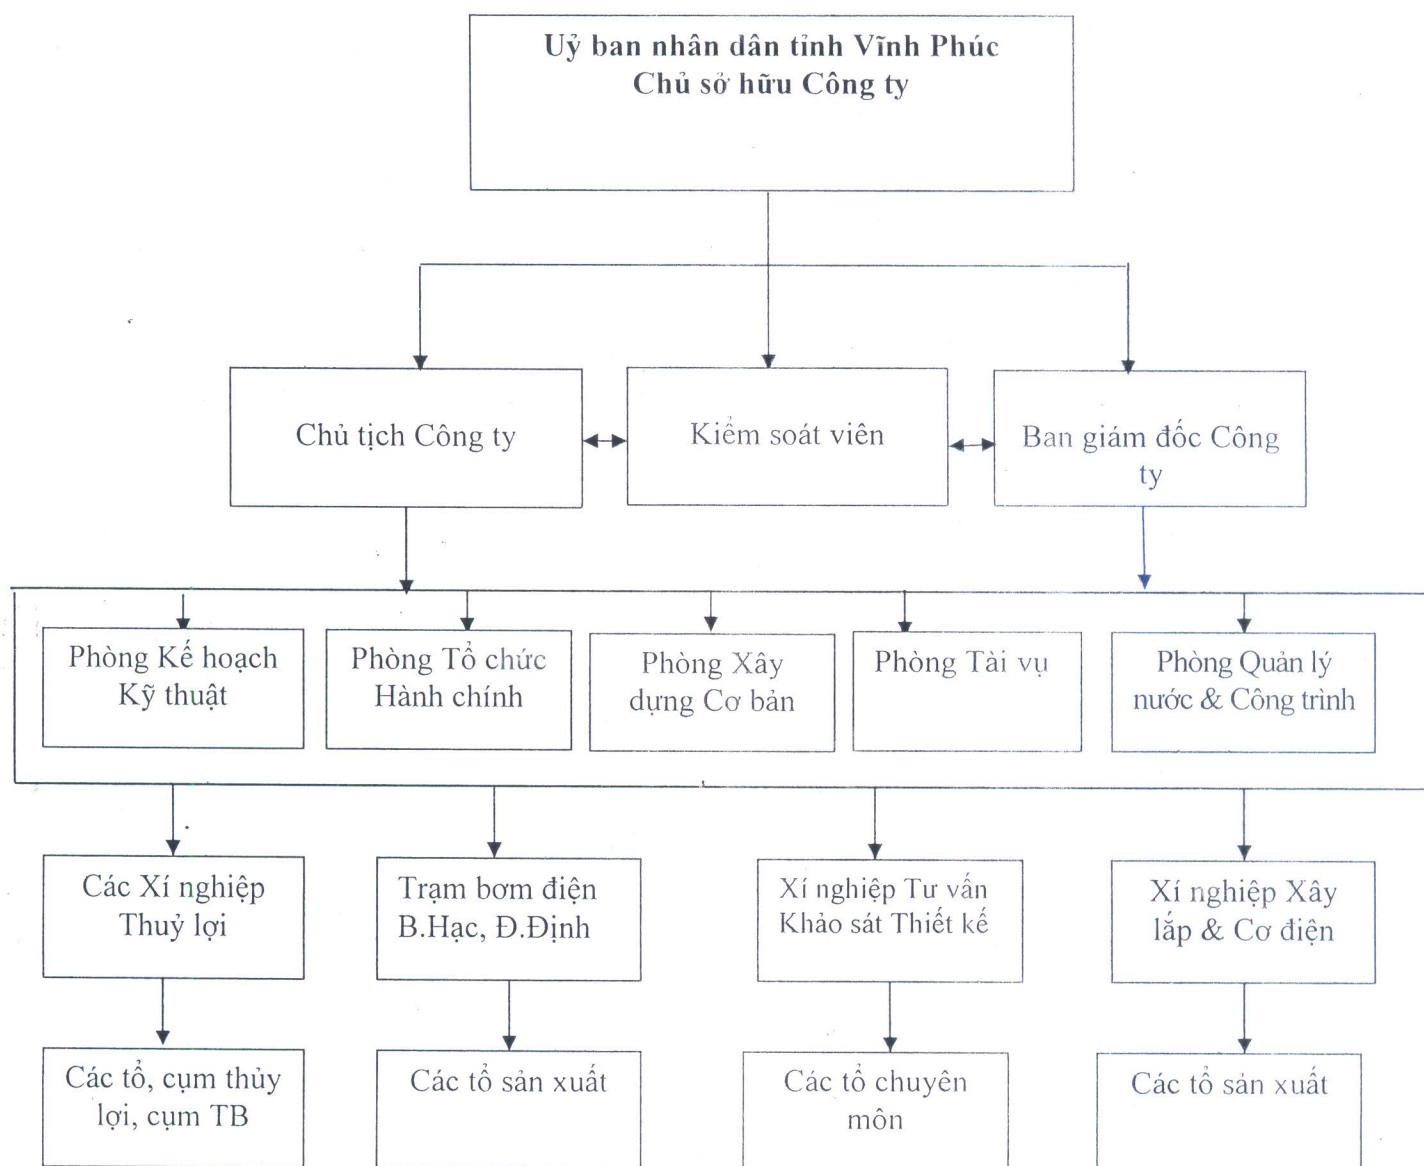 Uỷ ban nhân dân tỉnh Vĩnh Phúc
Chủ sở hữu Công ty
Chủ tịch Công ty
Kiểm soát viên
Ban giám đốc Công
ty
Phòng Kế hoạch
Kỹ thuật
Phòng Tổ chức
Hành chính
Phòng Xây
dựng Cơ bản
Phòng Tài vụ
Phòng Quản lý
nước & Công trình
Các Xí nghiệp
Thuỷ lợi
Trạm bơm điện
B.Hạc, Đ.Định
Xí nghiệp Tư vấn
Khảo sát Thiết kế
Xí nghiệp Xây
lắp & Cơ điện
Các tổ, cụm thủy
lợi, cụm TB
Các tổ sản xuất
Các tổ chuyên
môn
Các tổ sản xuất